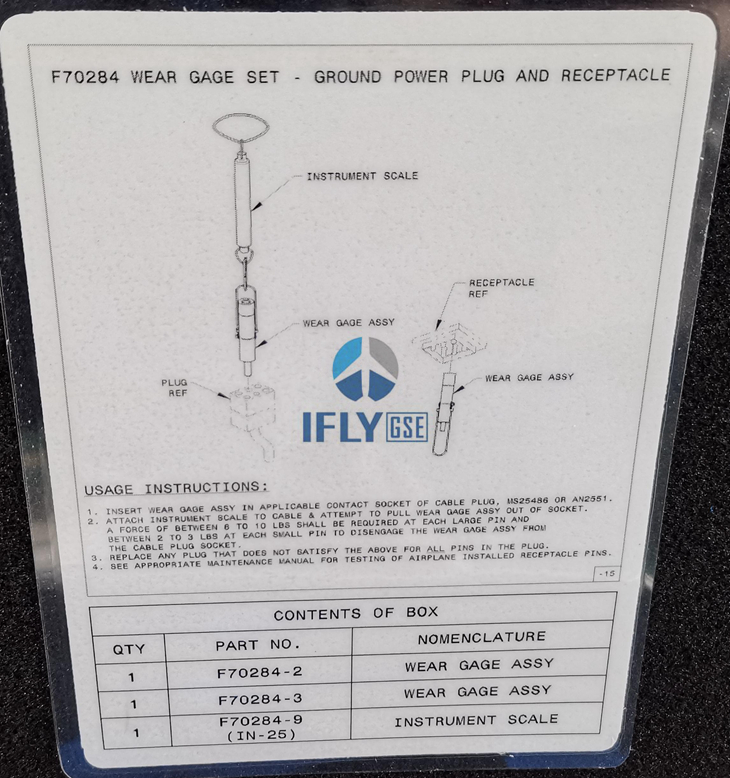 F70284 WEAR GAGE SET - GROUND POWER PLUG AND RECEPTACLE
INSTRUMENT SCALE
RECEPTACLE
REF
WEAR GAGE ASSY
PLUG
REF
WEAR GAGE ASSY
IFLY GSE
USAGE INSTRUCTIONS:
1. INSERT WEAR GAGE ASSY IN APPLICABLE CONTACT SOCKET OF CABLE PLUG, MS25486 OR AN2551.
2. ATTACH INSTRUMENT SCALE TO CABLE & ATTEMPT TO PULL WEAR GAGE ASSY OUT OF SOCKET.
A FORCE OF BETWEEN 6 TO 10 LBS SHALL BE REQUIRED AT EACH LARGE PIN AND
BETWEEN 2 TO 3 LBS AT EACH SMALL PIN TO DISENGAGE THE WEAR GAGE ASSY FROM
THE CABLE PLUG SOCKET.
3. REPLACE ANY PLUG THAT DOES NOT SATISFY THE ABOVE FOR ALL PINS IN THE PLUG.
4. SEE APPROPRIATE MAINTENANCE MANUAL FOR TESTING OF AIRPLANE INSTALLED RECEPTACLE PINS.
-15
CONTENTS OF BOX
QTY PART NO. NOMENCLATURE
1 F70284-2 WEAR GAGE ASSY
1 F70284-3 WEAR GAGE ASSY
1 F70284-9 (IN-25) INSTRUMENT SCALE